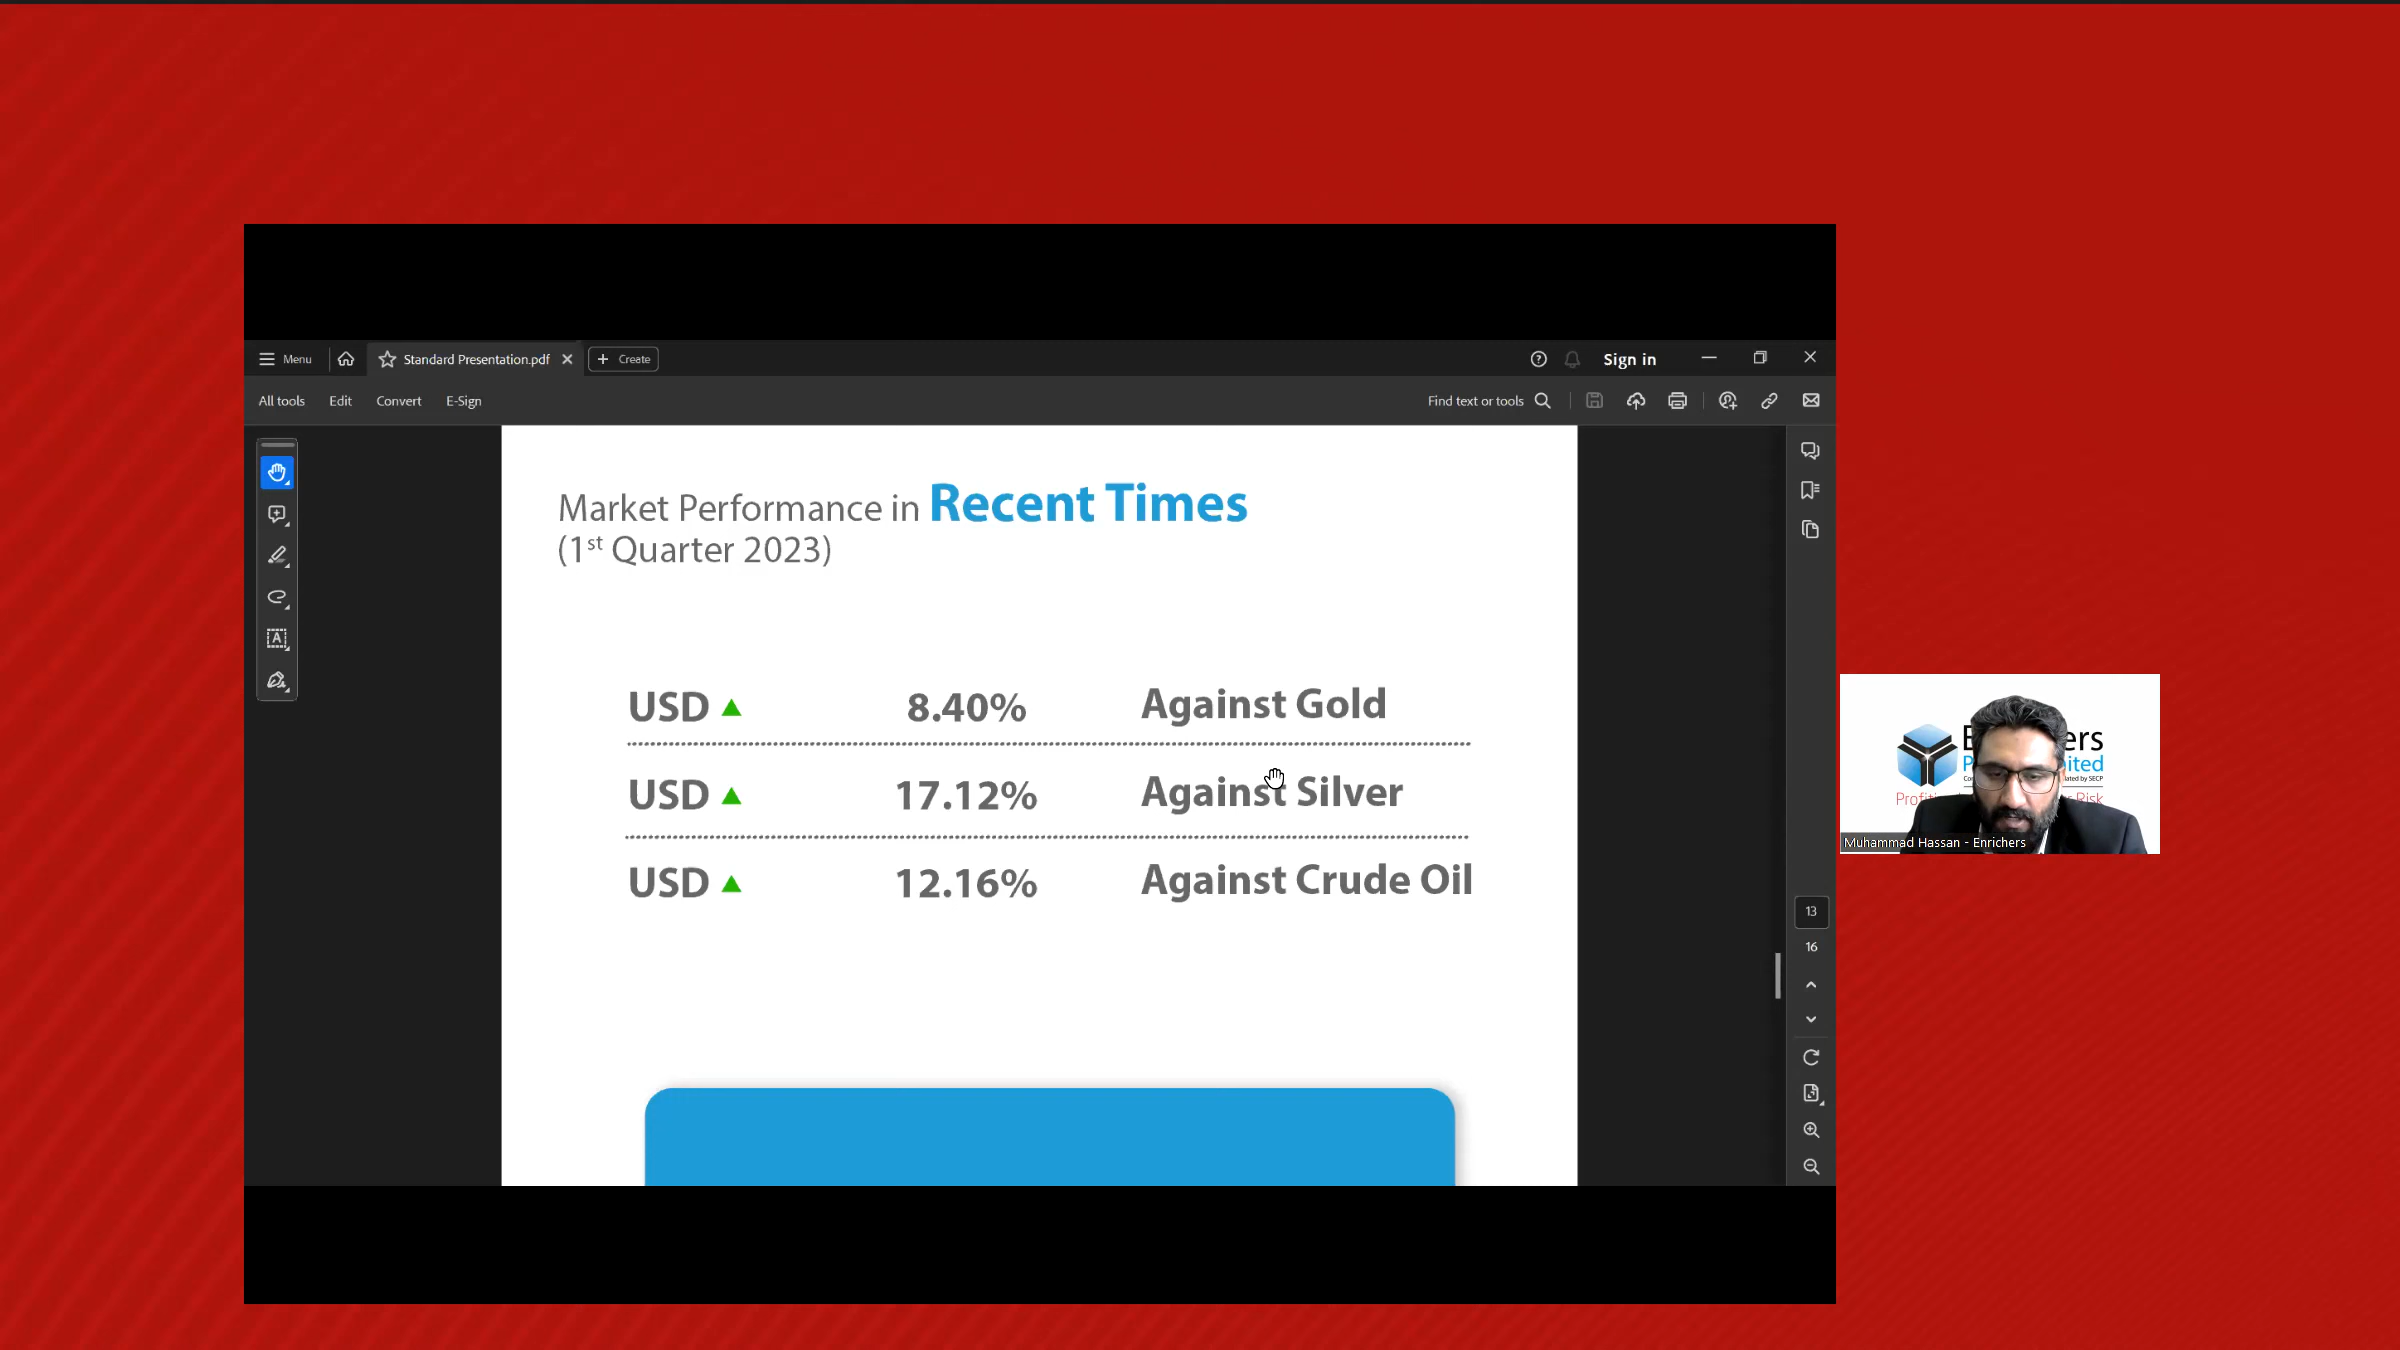 Menu
Standard Presentation.pdf
Create
Sign in
All tools
Edit
Convert
E-Sign
Find text or tools
Market Performance in Recent Times
(1st Quarter 2023)
USD 8.40% Against Gold
USD 17.12% Against Silver
USD 12.16% Against Crude Oil
13
16
Muhammad Hassan - Enrichers